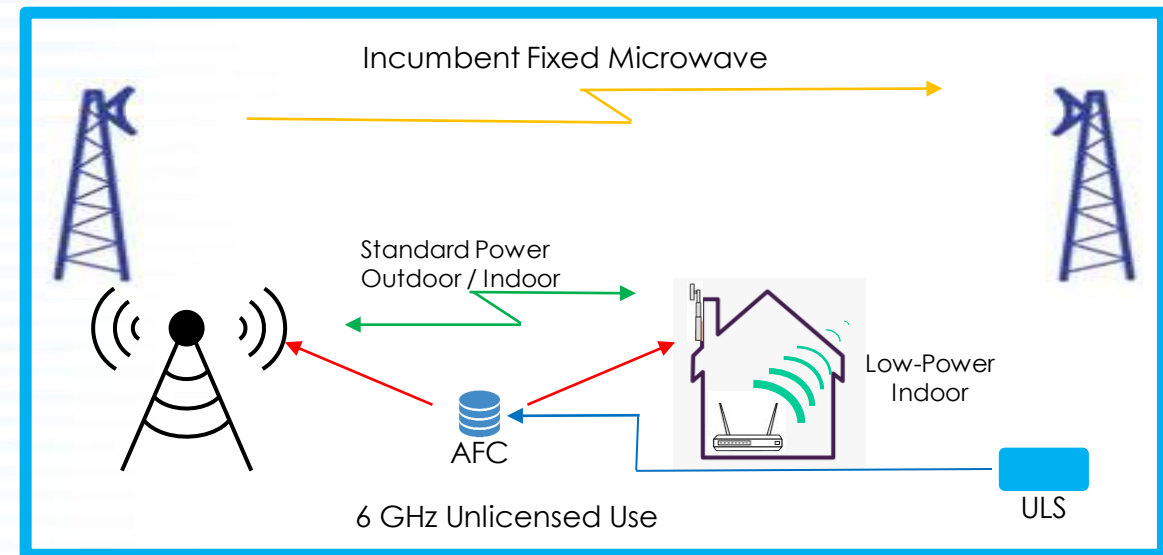 Incumbent Fixed Microwave
Standard Power
Outdoor / Indoor
Low-Power
Indoor
AFC
ULS
6 GHz Unlicensed Use